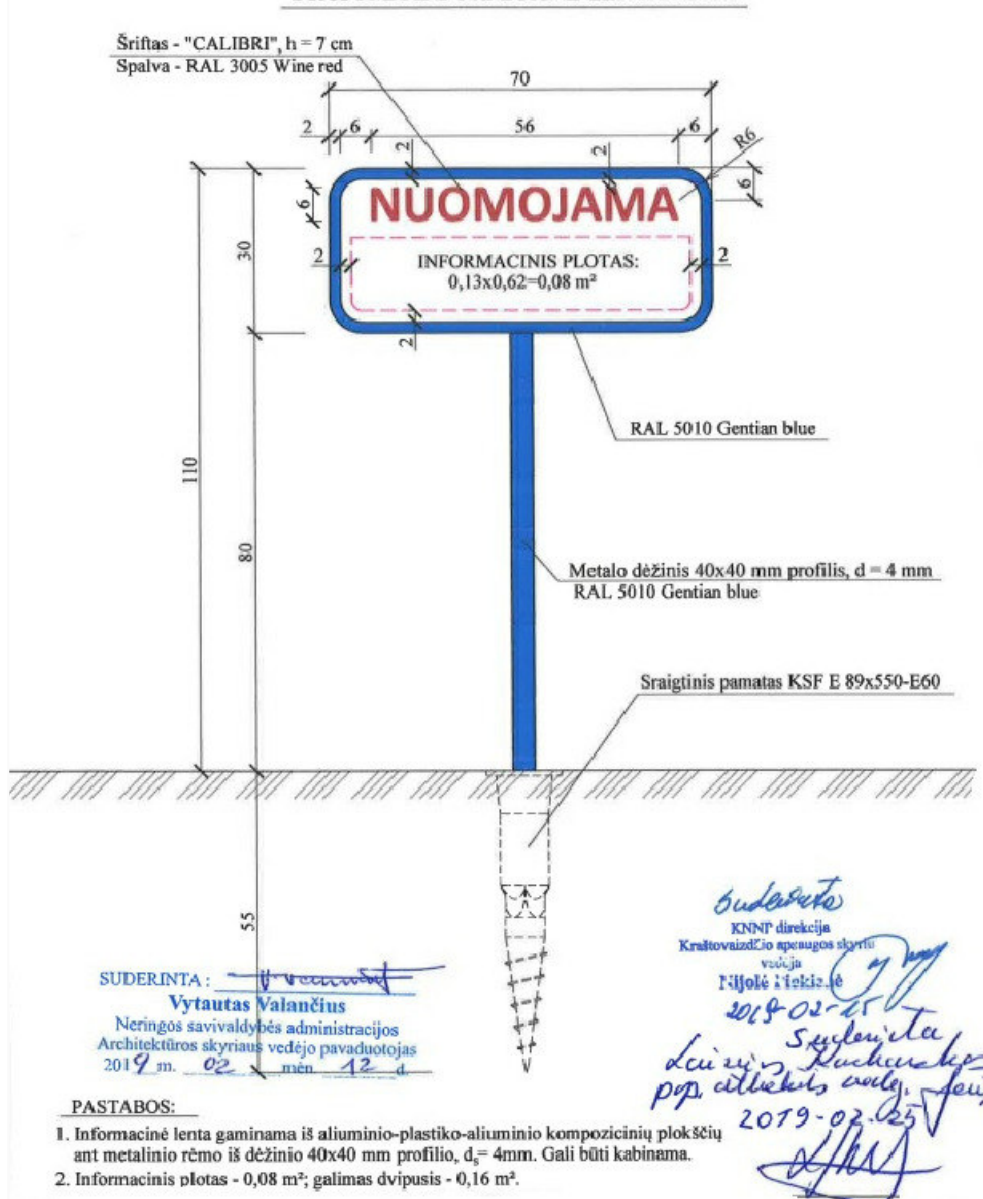 Šriftas - "CALIBRI", h = 7 cm
Spalva - RAL 3005 Wine red
70
2
6
56
6
2
2
R6
6
6
NUOMOJAMA
30
2
INFORMACINIS PLOTAS:
2
0,13x0,62=0,08 m²
2
RAL 5010 Gentian blue
110
80
Metalo dėžinis 40x40 mm profilis, d = 4 mm
RAL 5010 Gentian blue
Sraigtinis pamatas KSF E 89x550-E60
55
Suderinta
KNNP direkcija
Kraštovaizdžio apsaugos skyrio
vedėja
Nijolė
2019-02-15
SUDERINTA:
Vytautas Valančius
Neringos savivaldybės administracijos
Architektūros skyriaus vedėjo pavaduotojas
2019 m. 02 mėn. 12 d.
Suderinta
2019-02-25
PASTABOS:
1. Informacinė lenta gaminama iš aliuminio-plastiko-aliuminio kompozicinių plokščių
ant metalinio rėmo iš dėžinio 40x40 mm profilio, dₛ= 4mm. Gali būti kabinama.
2. Informacinis plotas - 0,08 m²; galimas dvipusis - 0,16 m².